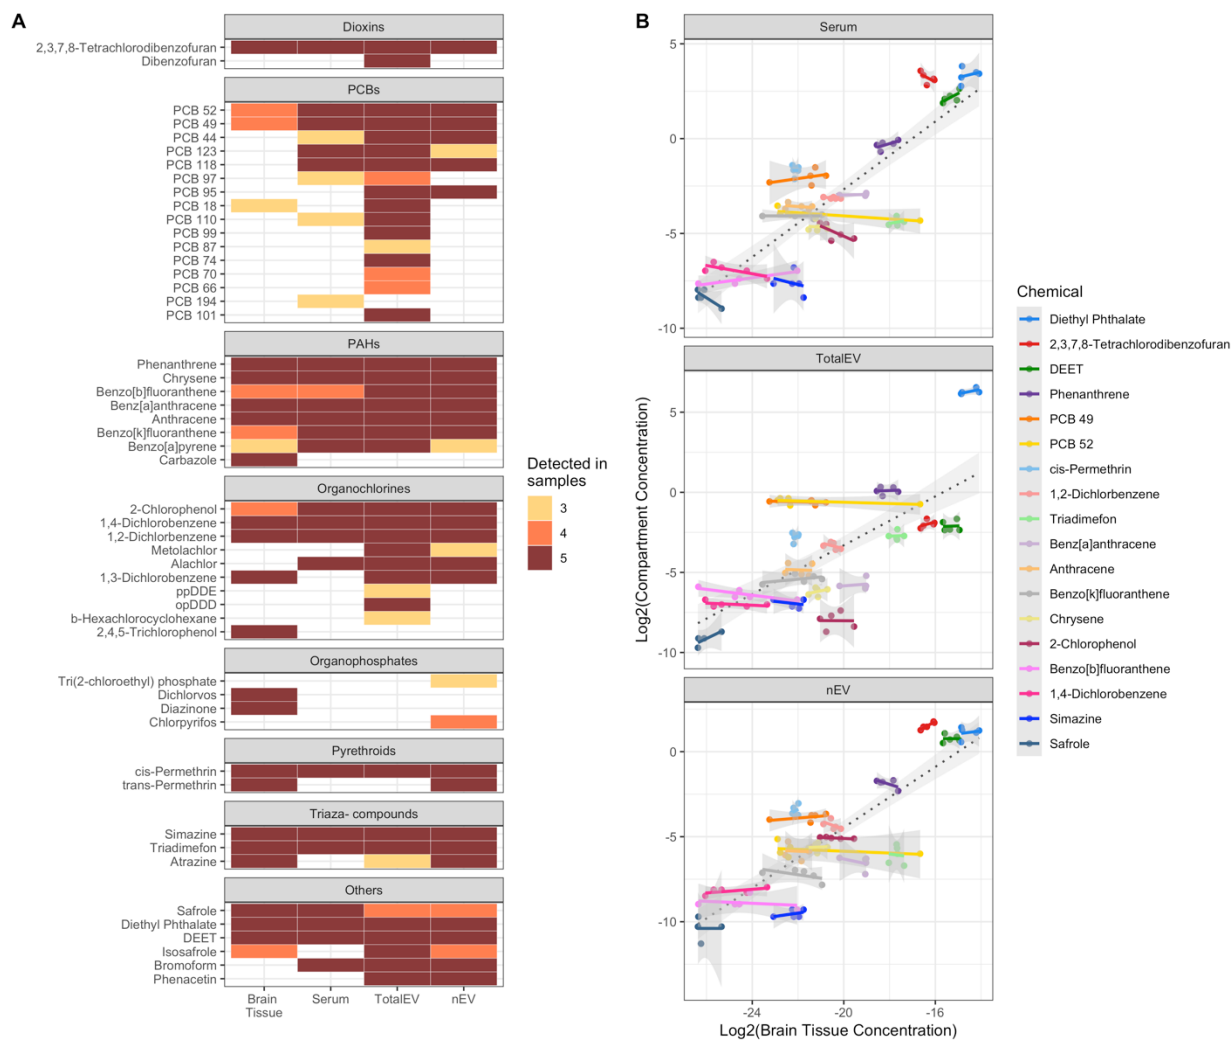 A
Dioxins
2,3,7,8-Tetrachlorodibenzofuran
Dibenzofuran
PCBs
PCB 52
PCB 49
PCB 44
PCB 123
PCB 118
PCB 97
PCB 95
PCB 18
PCB 110
PCB 99
PCB 87
PCB 74
PCB 70
PCB 66
PCB 194
PCB 101
PAHs
Phenanthrene
Chrysene
Benzo[b]fluoranthene
Benz[a]anthracene
Anthracene
Benzo[k]fluoranthene
Benzo[a]pyrene
Carbazole
Organochlorines
2-Chlorophenol
1,4-Dichlorobenzene
1,2-Dichlorbenzene
Metolachlor
Alachlor
1,3-Dichlorobenzene
ppDDE
opDDD
b-Hexachlorocyclohexane
2,4,5-Trichlorophenol
Organophosphates
Tri(2-chloroethyl) phosphate
Dichlorvos
Diazinone
Chlorpyrifos
Pyrethroids
cis-Permethrin
trans-Permethrin
Triaza- compounds
Simazine
Triadimefon
Atrazine
Others
Safrole
Diethyl Phthalate
DEET
Isosafrole
Bromoform
Phenacetin
Brain
Tissue
Serum
TotalEV
nEV
Detected in
samples
3
4
5
B
Serum
5
0
-5
-10
TotalEV
5
0
-5
-10
nEV
0
-5
-10
-24
-20
-16
Log2(Compartment Concentration)
Log2(Brain Tissue Concentration)
Chemical
Diethyl Phthalate
2,3,7,8-Tetrachlorodibenzofuran
DEET
Phenanthrene
PCB 49
PCB 52
cis-Permethrin
1,2-Dichlorbenzene
Triadimefon
Benz[a]anthracene
Anthracene
Benzo[k]fluoranthene
Chrysene
2-Chlorophenol
Benzo[b]fluoranthene
1,4-Dichlorobenzene
Simazine
Safrole